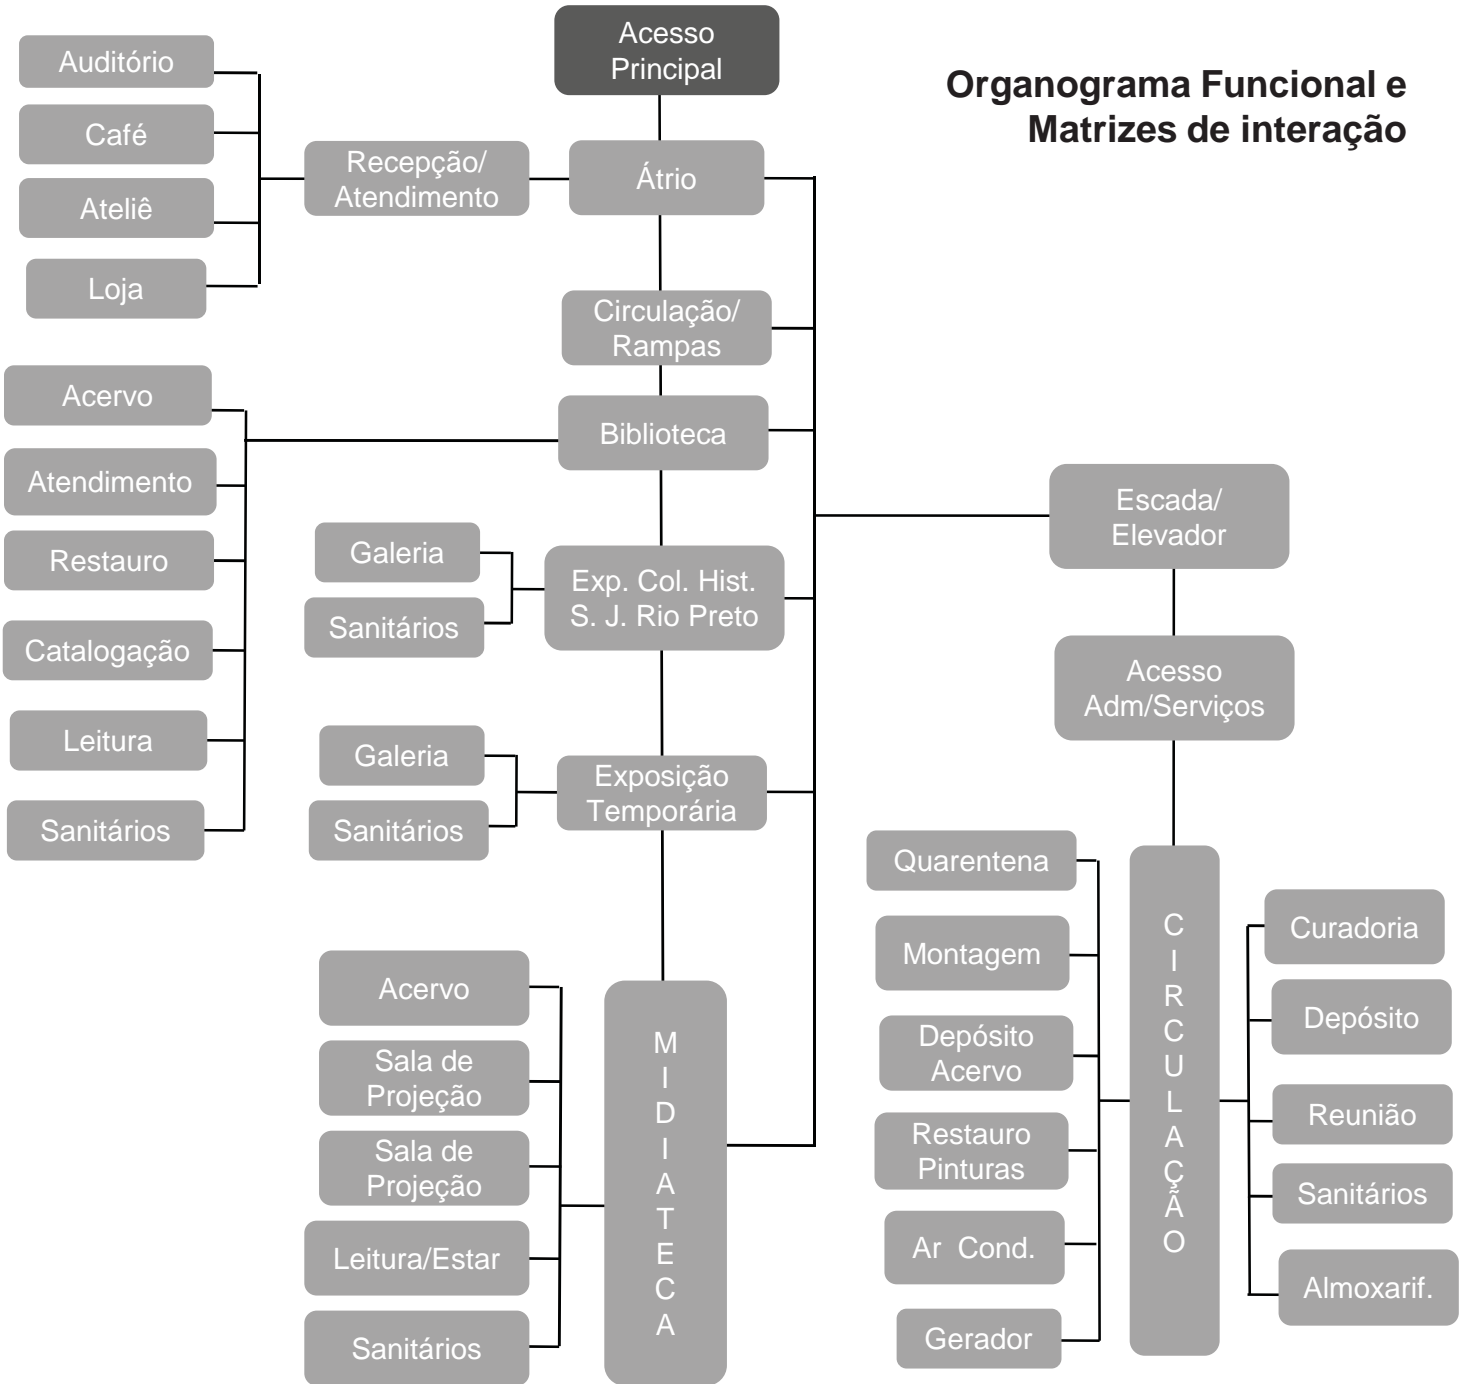 Acesso
Principal
Organograma Funcional e
Matrizes de interação
Auditório
Café
Ateliê
Loja
Recepção/
Atendimento
Átrio
Circulação/
Rampas
Biblioteca
Acervo
Atendimento
Restauro
Catalogação
Leitura
Sanitários
Galeria
Sanitários
Exp. Col. Hist.
S. J. Rio Preto
Galeria
Sanitários
Exposição
Temporária
Escada/
Elevador
Acesso
Adm/Serviços
Acervo
Sala de
Projeção
Sala de
Projeção
Leitura/Estar
Sanitários
M
I
D
I
A
T
E
C
A
Quarentena
Montagem
Depósito
Acervo
Restauro
Pinturas
Ar Cond.
Gerador
C
I
R
C
U
L
A
Ç
Ã
O
Curadoria
Depósito
Reunião
Sanitários
Almoxarif.